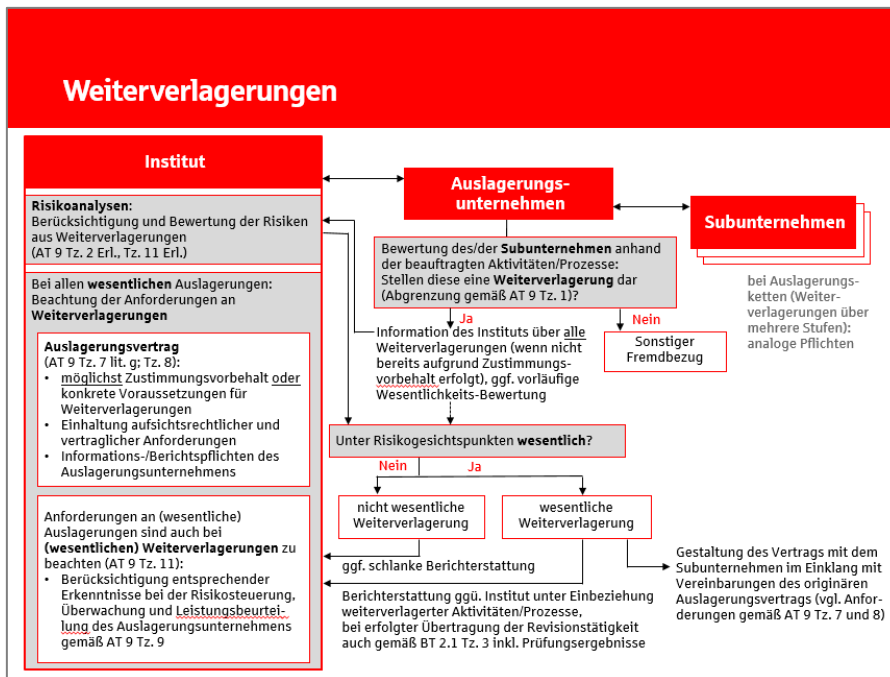 Weiterverlagerungen
Institut
Risikoanalysen:
Berücksichtigung und Bewertung der Risiken
aus Weiterverlagerungen
(AT 9 Tz. 2 Erl., Tz. 11 Erl.)
Bei allen wesentlichen Auslagerungen:
Beachtung der Anforderungen an
Weiterverlagerungen
Auslagerungsvertrag
(AT 9 Tz. 7 lit. g; Tz. 8):
• möglichst Zustimmungsvorbehalt oder
konkrete Voraussetzungen für
Weiterverlagerungen
• Einhaltung aufsichtsrechtlicher und
vertraglicher Anforderungen
• Informations-/Berichtspflichten des
Auslagerungsunternehmens
Anforderungen an (wesentliche)
Auslagerungen sind auch bei
(wesentlichen) Weiterverlagerungen zu
beachten (AT 9 Tz. 11):
• Berücksichtigung entsprechender
Erkenntnisse bei der Risikosteuerung,
Überwachung und Leistungsbeurtei-
lung des Auslagerungsunternehmens
gemäß AT 9 Tz. 9
Auslagerungs-
unternehmen
Subunternehmen
Bewertung des/der Subunternehmen anhand
der beauftragten Aktivitäten/Prozesse:
Stellen diese eine Weiterverlagerung dar
(Abgrenzung gemäß AT 9 Tz. 1)?
bei Auslagerungs-
ketten (Weiter-
verlagerungen über
mehrere Stufen):
analoge Pflichten
Ja
Nein
Information des Instituts über alle
Weiterverlagerungen (wenn nicht
bereits aufgrund Zustimmungs-
vorbehalt erfolgt), ggf. vorläufige
Wesentlichkeits-Bewertung
Sonstiger
Fremdbezug
Unter Risikogesichtspunkten wesentlich?
Nein
Ja
nicht wesentliche
Weiterverlagerung
wesentliche
Weiterverlagerung
ggf. schlanke Berichterstattung
Berichterstattung ggü. Institut unter Einbeziehung
weiterverlagerter Aktivitäten/Prozesse,
bei erfolgter Übertragung der Revisionstätigkeit
auch gemäß BT 2.1 Tz. 3 inkl. Prüfungsergebnisse
Gestaltung des Vertrags mit dem
Subunternehmen im Einklang mit
Vereinbarungen des originären
Auslagerungsvertrags (vgl. Anfor-
derungen gemäß AT 9 Tz. 7 und 8)